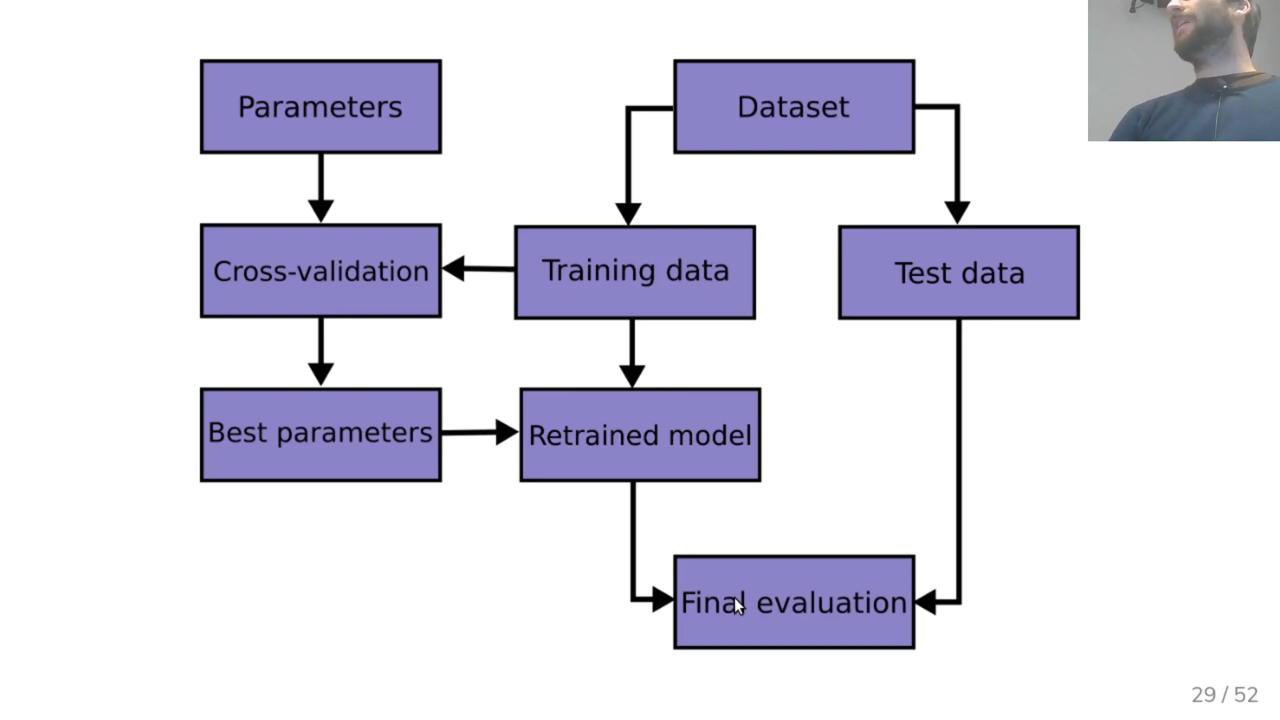 Parameters
Dataset
Cross-validation
Training data
Test data
Best parameters
Retrained model
Final evaluation
29 / 52